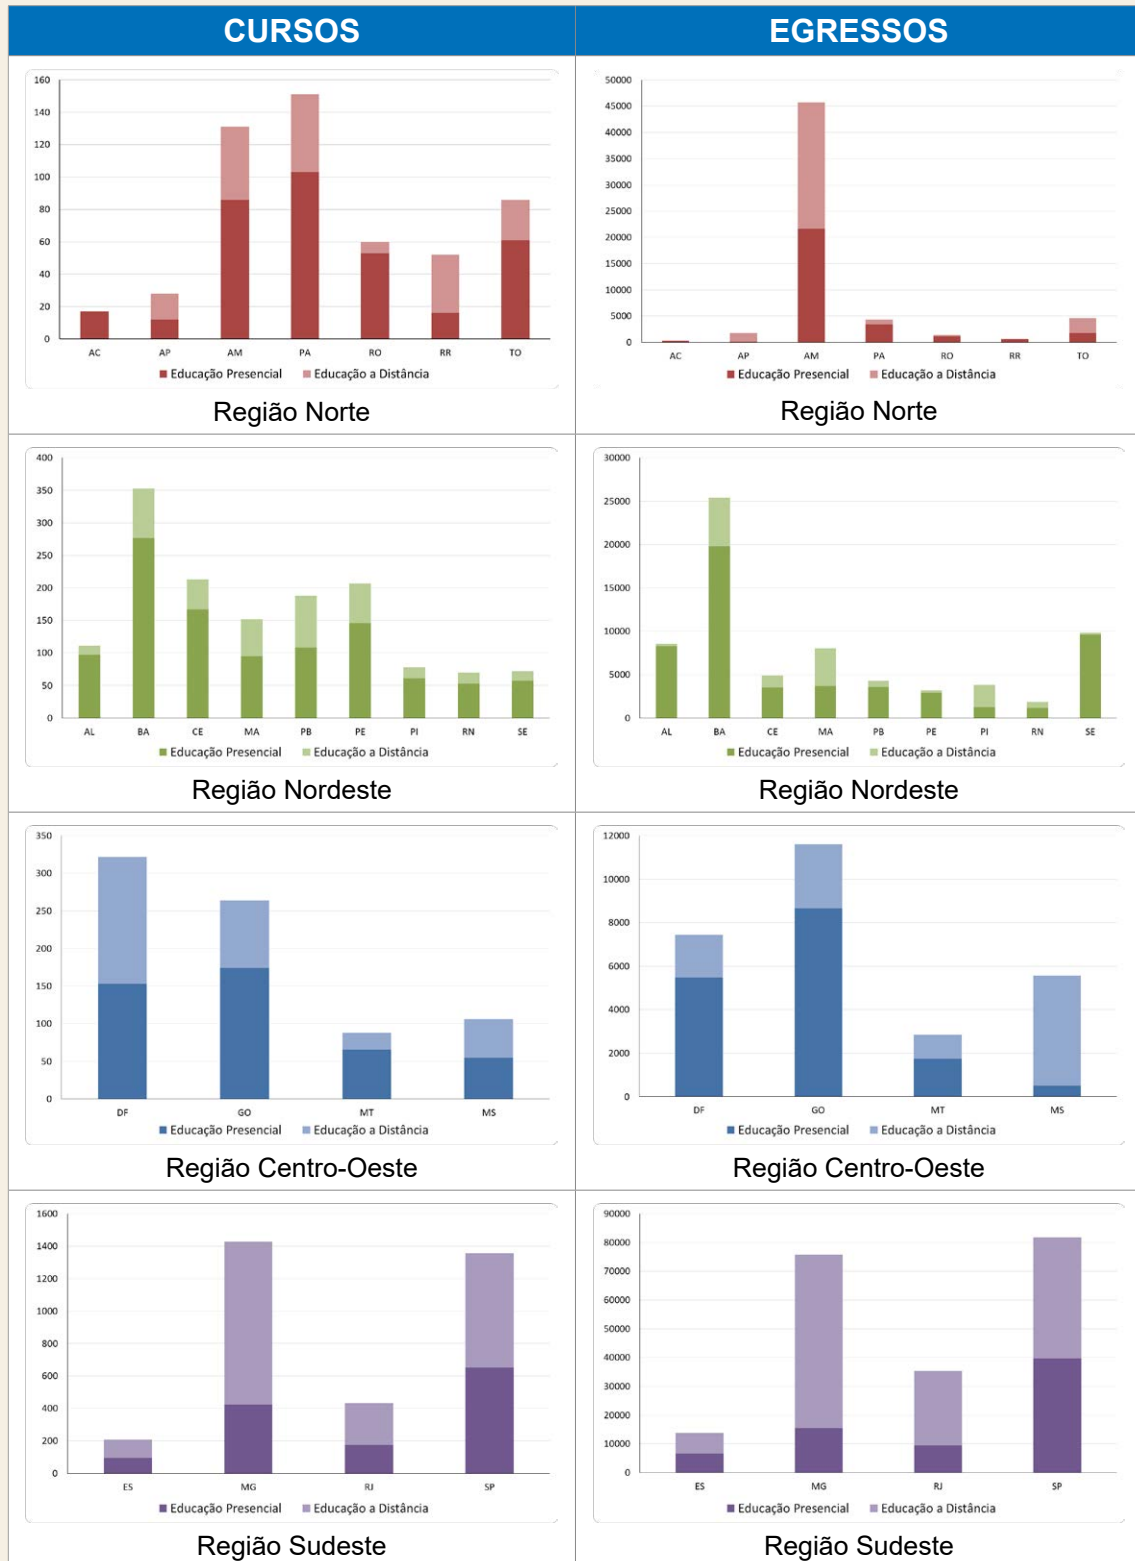 CURSOS
EGRESSOS
160
140
120
100
80
60
40
20
0
AC AP AM PA RO RR TO
Educação Presencial Educação a Distância
Região Norte
50000
45000
40000
35000
30000
25000
20000
15000
10000
5000
0
AC AP AM PA RO RR TO
Educação Presencial Educação a Distância
Região Norte
400
350
300
250
200
150
100
50
0
AL BA CE MA PB PE PI RN SE
Educação Presencial Educação a Distância
Região Nordeste
30000
25000
20000
15000
10000
5000
0
AL BA CE MA PB PE PI RN SE
Educação Presencial Educação a Distância
Região Nordeste
350
300
250
200
150
100
50
0
DF GO MT MS
Educação Presencial Educação a Distância
Região Centro-Oeste
12000
10000
8000
6000
4000
2000
0
DF GO MT MS
Educação Presencial Educação a Distância
Região Centro-Oeste
1600
1400
1200
1000
800
600
400
200
0
ES MG RJ SP
Educação Presencial Educação a Distância
Região Sudeste
90000
80000
70000
60000
50000
40000
30000
20000
10000
0
ES MG RJ SP
Educação Presencial Educação a Distância
Região Sudeste